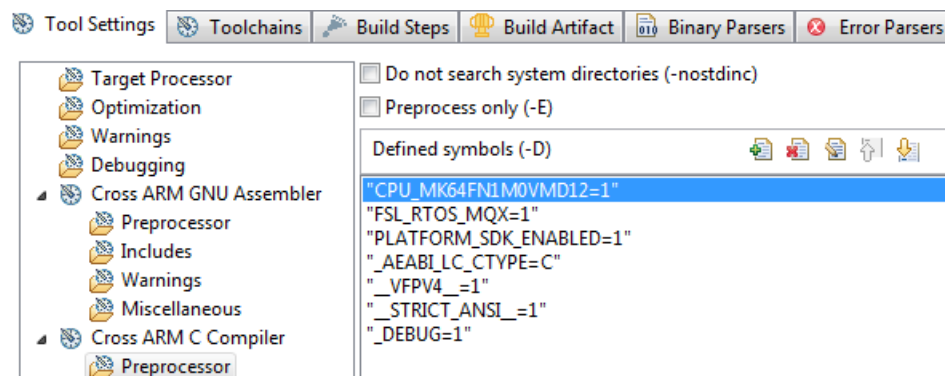 Tool Settings Toolchains Build Steps Build Artifact Binary Parsers Error Parsers
Target Processor
Optimization
Warnings
Debugging
Cross ARM GNU Assembler
Preprocessor
Includes
Warnings
Miscellaneous
Cross ARM C Compiler
Preprocessor
Do not search system directories (-nostdinc)
Preprocess only (-E)
Defined symbols (-D)
"CPU_MK64FN1M0VMD12=1"
"FSL_RTOS_MQX=1"
"PLATFORM_SDK_ENABLED=1"
"_AEABI_LC_CTYPE=C"
"__VFPV4__=1"
"__STRICT_ANSI__=1"
"_DEBUG=1"